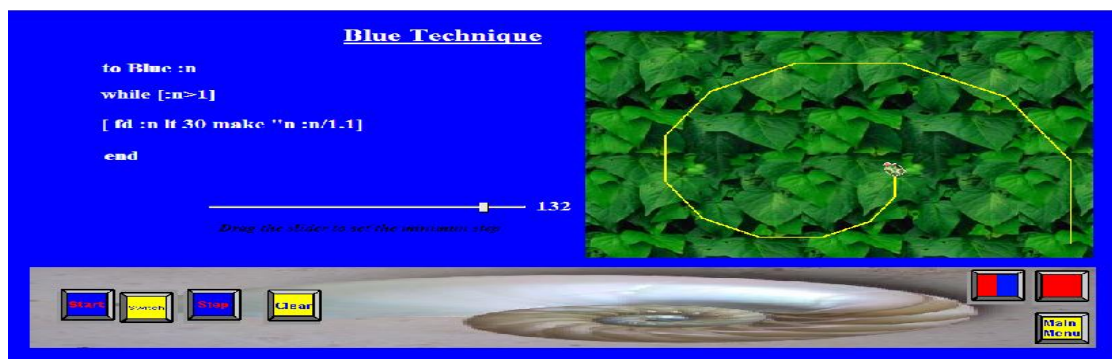 Blue Technique
to Blue :n
while [:n>1]
[ fd :n lt 30 make "n :n/1.1]
end
132
Drag the slider to set the minimum step
Start
Switch
Stop
Clear
Main
Menu